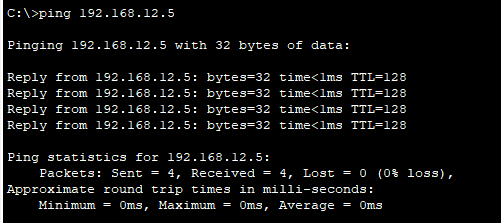 C:\>ping 192.168.12.5
Pinging 192.168.12.5 with 32 bytes of data:
Reply from 192.168.12.5: bytes=32 time<1ms TTL=128
Reply from 192.168.12.5: bytes=32 time<1ms TTL=128
Reply from 192.168.12.5: bytes=32 time<1ms TTL=128
Reply from 192.168.12.5: bytes=32 time<1ms TTL=128
Ping statistics for 192.168.12.5:
    Packets: Sent = 4, Received = 4, Lost = 0 (0% loss),
Approximate round trip times in milli-seconds:
    Minimum = 0ms, Maximum = 0ms, Average = 0ms